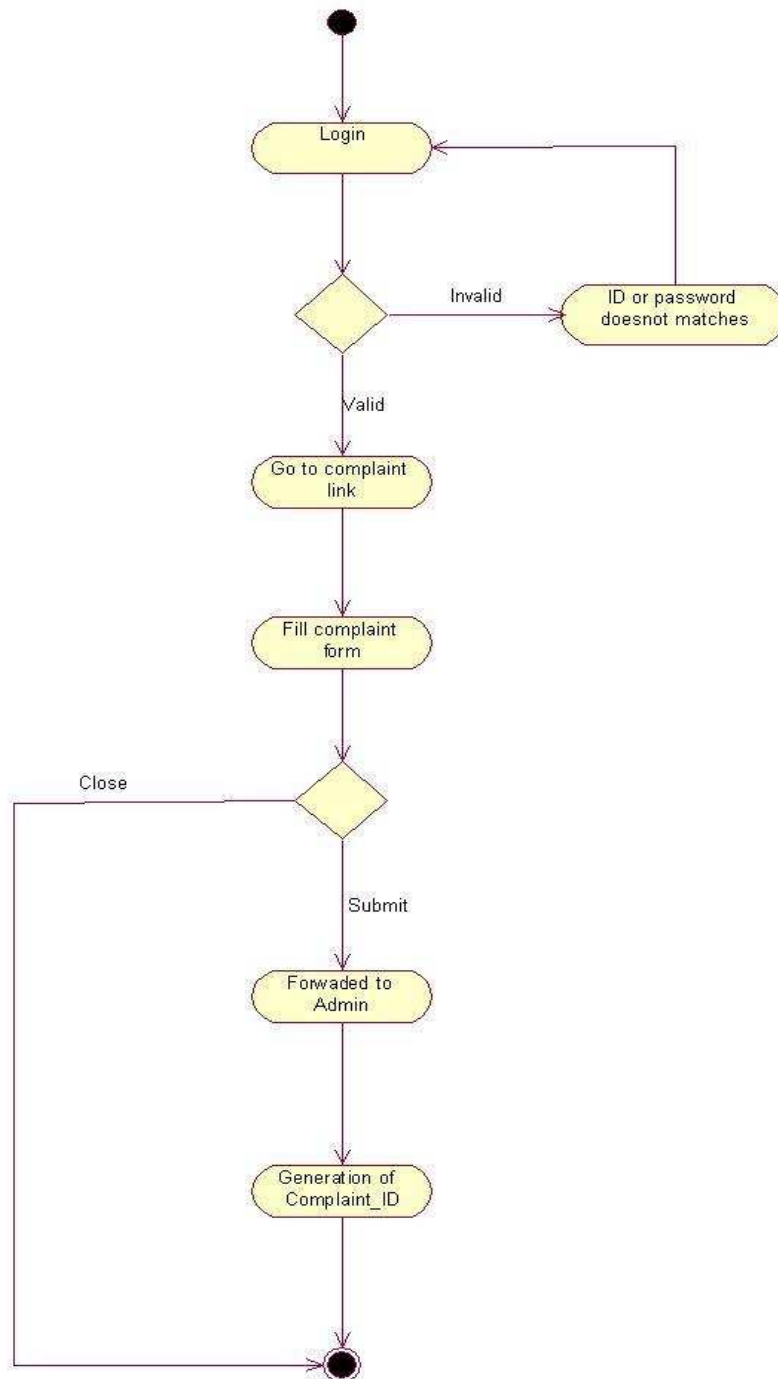 Login
Invalid
ID or password
doesnot matches
Valid
Go to complaint
link
Fill complaint
form
Close
Submit
Forwaded to
Admin
Generation of
Complaint_ID